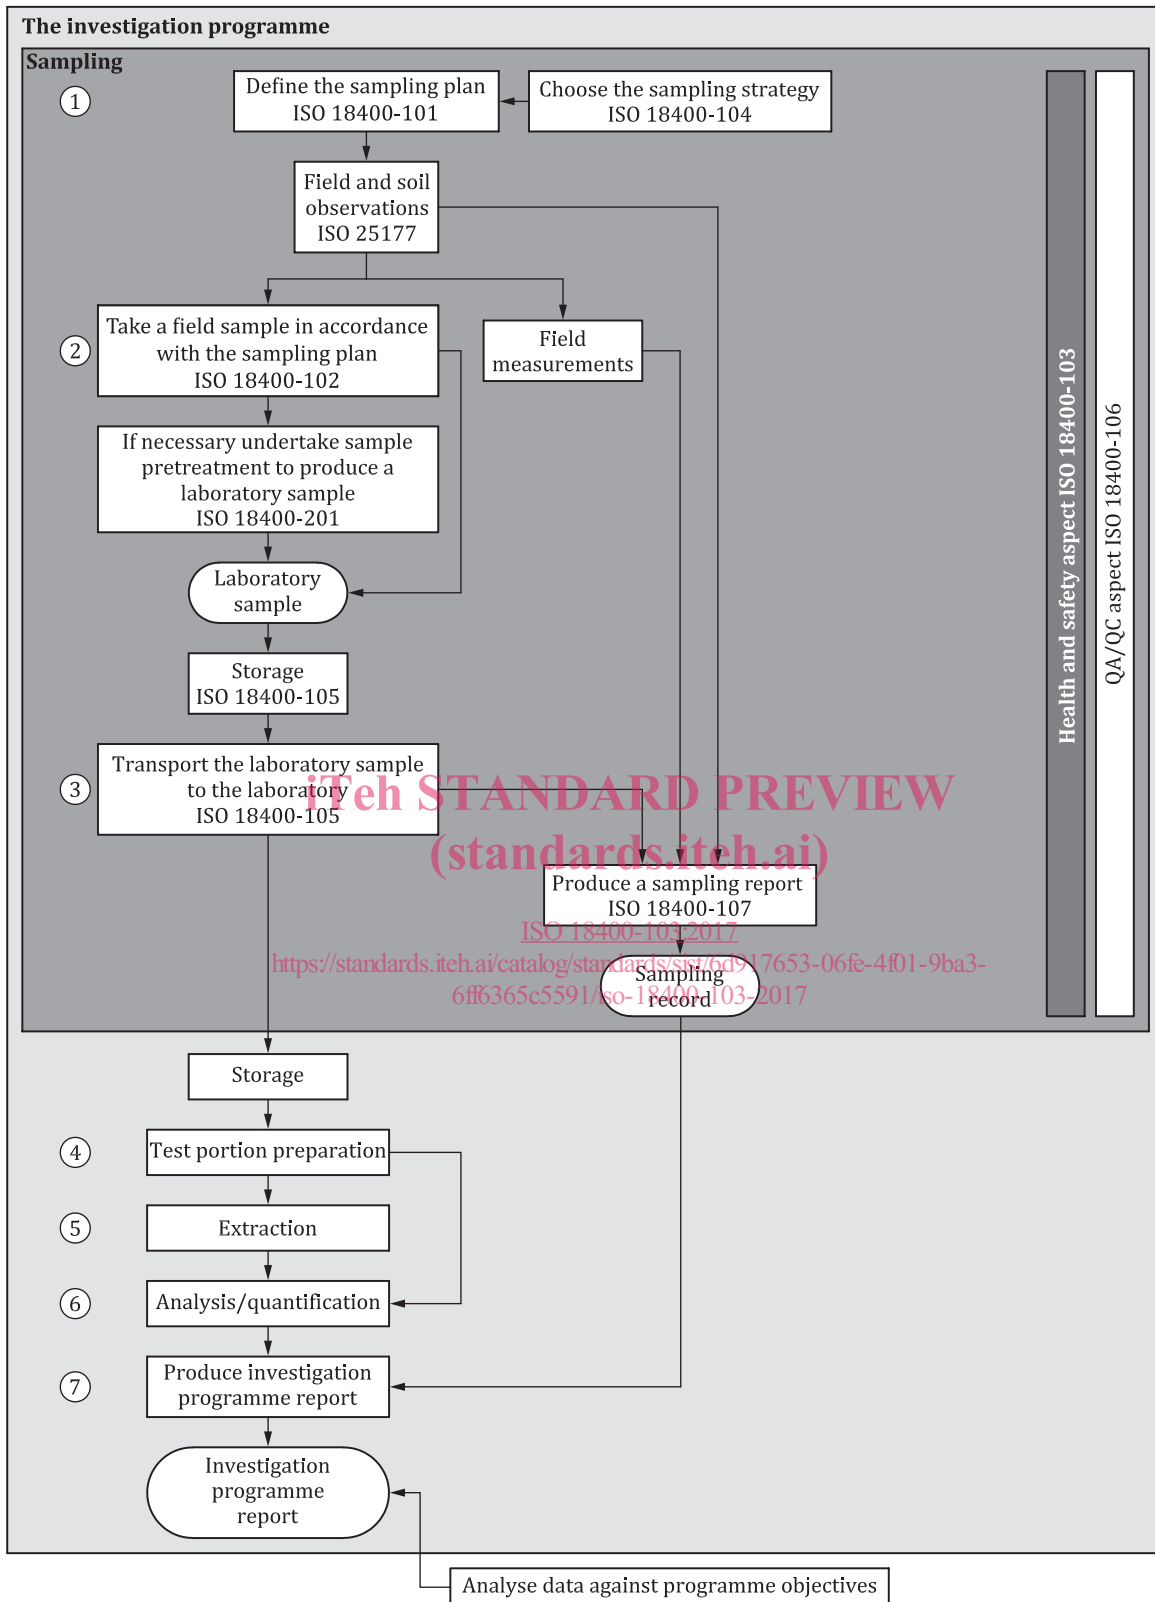 The investigation programme
Sampling
1
Define the sampling plan
ISO 18400-101
Choose the sampling strategy
ISO 18400-104
Field and soil
observations
ISO 25177
2
Take a field sample in accordance
with the sampling plan
ISO 18400-102
Field
measurements
If necessary undertake sample
pretreatment to produce a
laboratory sample
ISO 18400-201
Laboratory
sample
Storage
ISO 18400-105
3
Transport the laboratory sample
to the laboratory
ISO 18400-105
iTeh STANDARD PREVIEW
(standards.iteh.ai)
Produce a sampling report
ISO 18400-107
ISO 18400-103:2017
https://standards.iteh.ai/catalog/standards/sist/6d917653-06fe-4f01-9ba3-
6ff6365c5591/iso-18400-103-2017
Sampling
record
Health and safety aspect ISO 18400-103
QA/QC aspect ISO 18400-106
Storage
4
Test portion preparation
5
Extraction
6
Analysis/quantification
7
Produce investigation
programme report
Investigation
programme
report
Analyse data against programme objectives